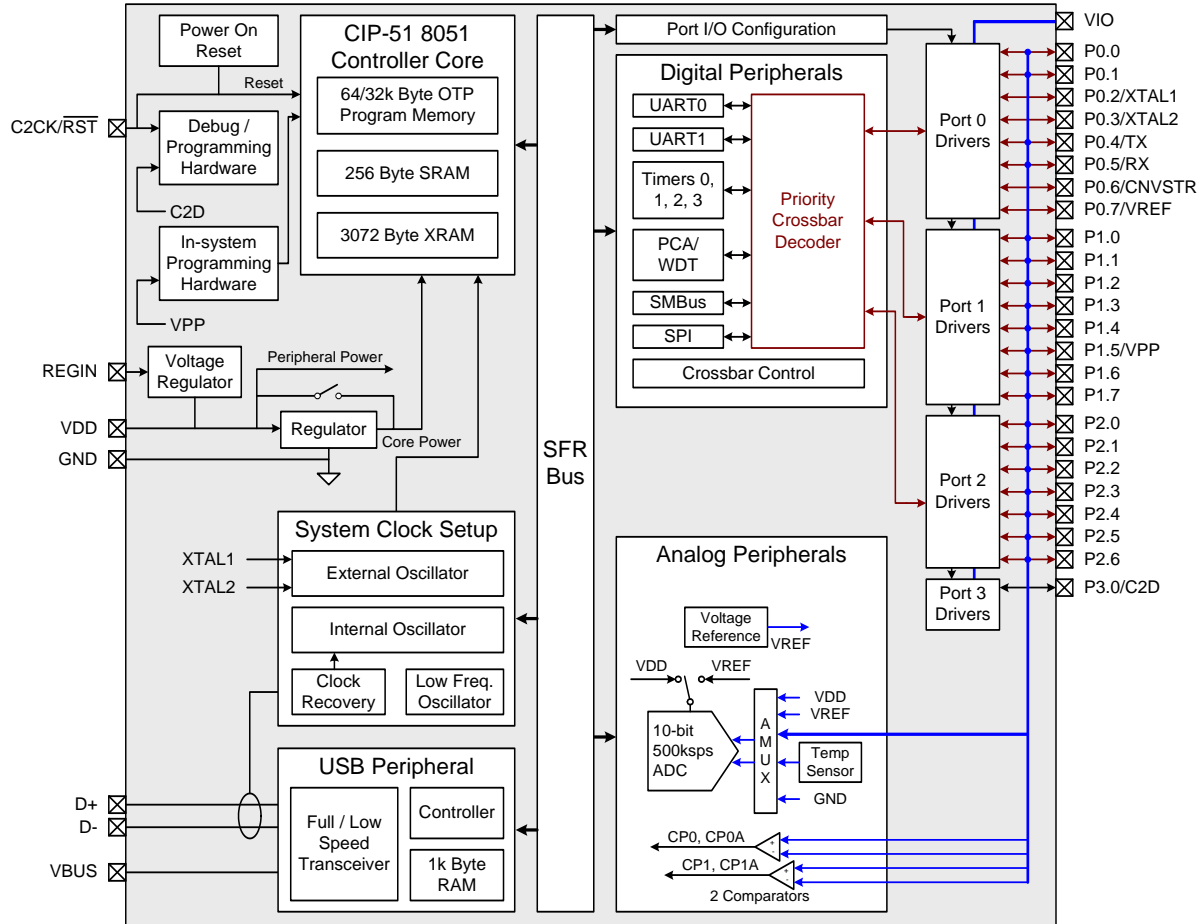 Power On
Reset
Reset
C2CK/RST
Debug /
Programming
Hardware
C2D
In-system
Programming
Hardware
VPP
CIP-51 8051
Controller Core
64/32k Byte OTP
Program Memory
256 Byte SRAM
3072 Byte XRAM
REGIN
Voltage
Regulator
Peripheral Power
VDD
Regulator
Core Power
GND
System Clock Setup
XTAL1
XTAL2
External Oscillator
Internal Oscillator
Clock
Recovery
Low Freq.
Oscillator
USB Peripheral
D+
D-
VBUS
Full / Low
Speed
Transceiver
Controller
1k Byte
RAM
SFR
Bus
Port I/O Configuration
Digital Peripherals
UART0
UART1
Timers 0,
1, 2, 3
PCA/
WDT
SMBus
SPI
Priority
Crossbar
Decoder
Crossbar Control
Analog Peripherals
Voltage
Reference
VREF
VDD
VREF
10-bit
500ksps
ADC
A
M
U
X
VDD
VREF
Temp
Sensor
GND
CP0, CP0A
+
-
CP1, CP1A
+
-
2 Comparators
Port 0
Drivers
Port 1
Drivers
Port 2
Drivers
Port 3
Drivers
VIO
P0.0
P0.1
P0.2/XTAL1
P0.3/XTAL2
P0.4/TX
P0.5/RX
P0.6/CNVSTR
P0.7/VREF
P1.0
P1.1
P1.2
P1.3
P1.4
P1.5/VPP
P1.6
P1.7
P2.0
P2.1
P2.2
P2.3
P2.4
P2.5
P2.6
P3.0/C2D